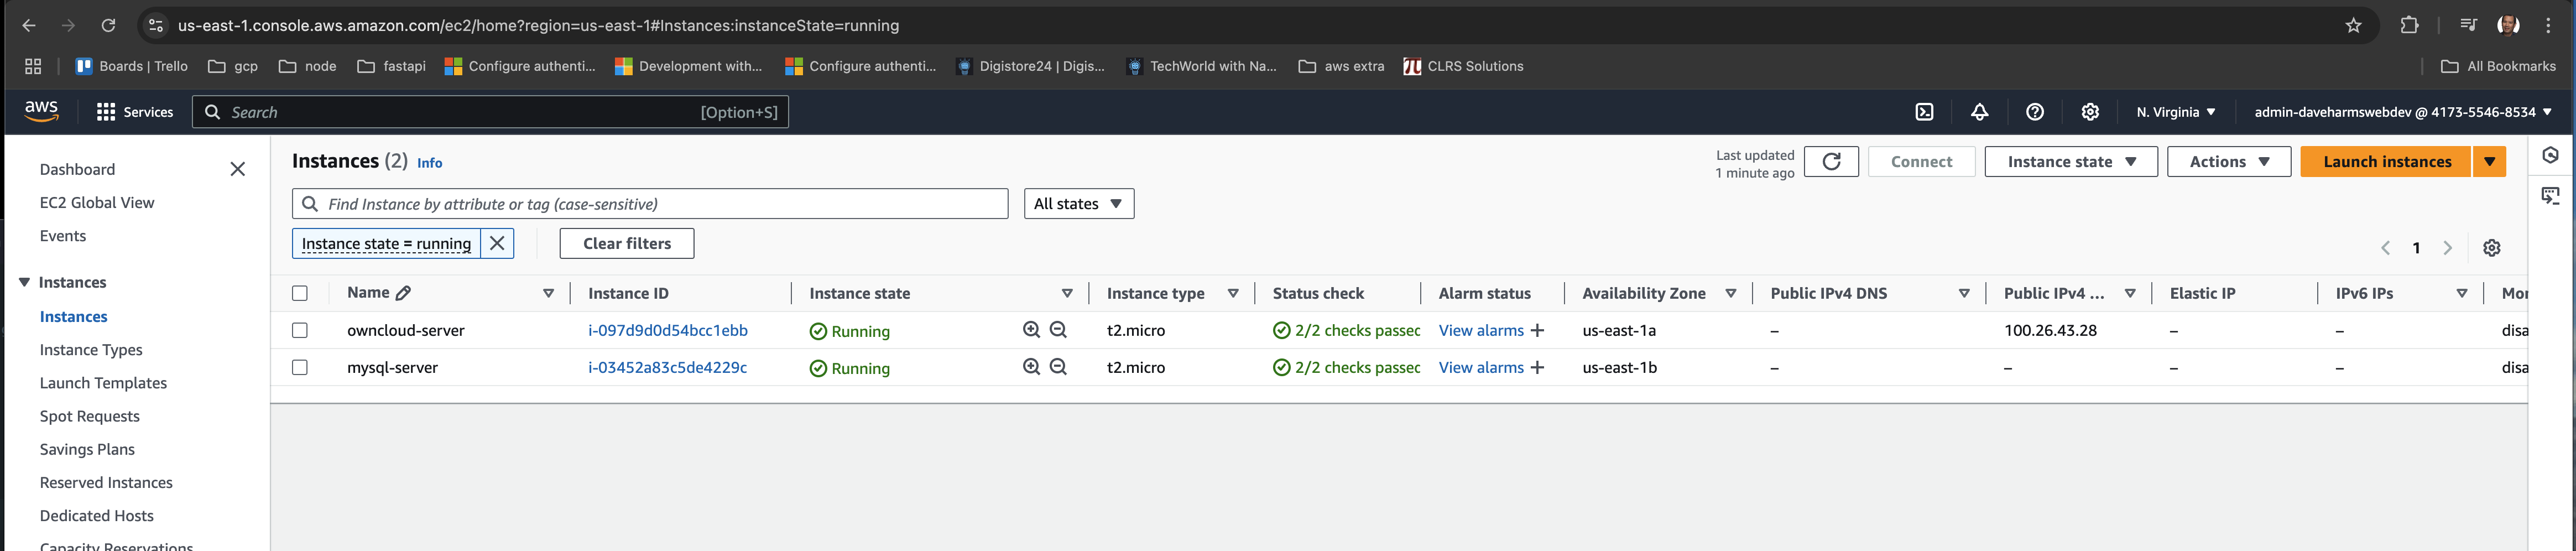 us-east-1.console.aws.amazon.com/ec2/home?region=us-east-1#Instances:instanceState=running
Boards | Trello gcp node fastapi Configure authenti... Development with... Configure authenti... Digistore24 | Digis... TechWorld with Na... aws extra CLRS Solutions All Bookmarks
aws Services Search [Option+S] N. Virginia admin-daveharmswebdev @ 4173-5546-8534
Dashboard
EC2 Global View
Events
Instances
Instances
Instance Types
Launch Templates
Spot Requests
Savings Plans
Reserved Instances
Dedicated Hosts
Capacity Reservations
Instances (2) Info
Last updated
1 minute ago
Connect Instance state Actions Launch instances
Find Instance by attribute or tag (case-sensitive) All states
Instance state = running Clear filters
1
Name Instance ID Instance state Instance type Status check Alarm status Availability Zone Public IPv4 DNS Public IPv4 ... Elastic IP IPv6 IPs Mor
owncloud-server i-097d9d0d54bcc1ebb Running t2.micro 2/2 checks passec View alarms + us-east-1a – 100.26.43.28 – – disa
mysql-server i-03452a83c5de4229c Running t2.micro 2/2 checks passec View alarms + us-east-1b – – – – disa